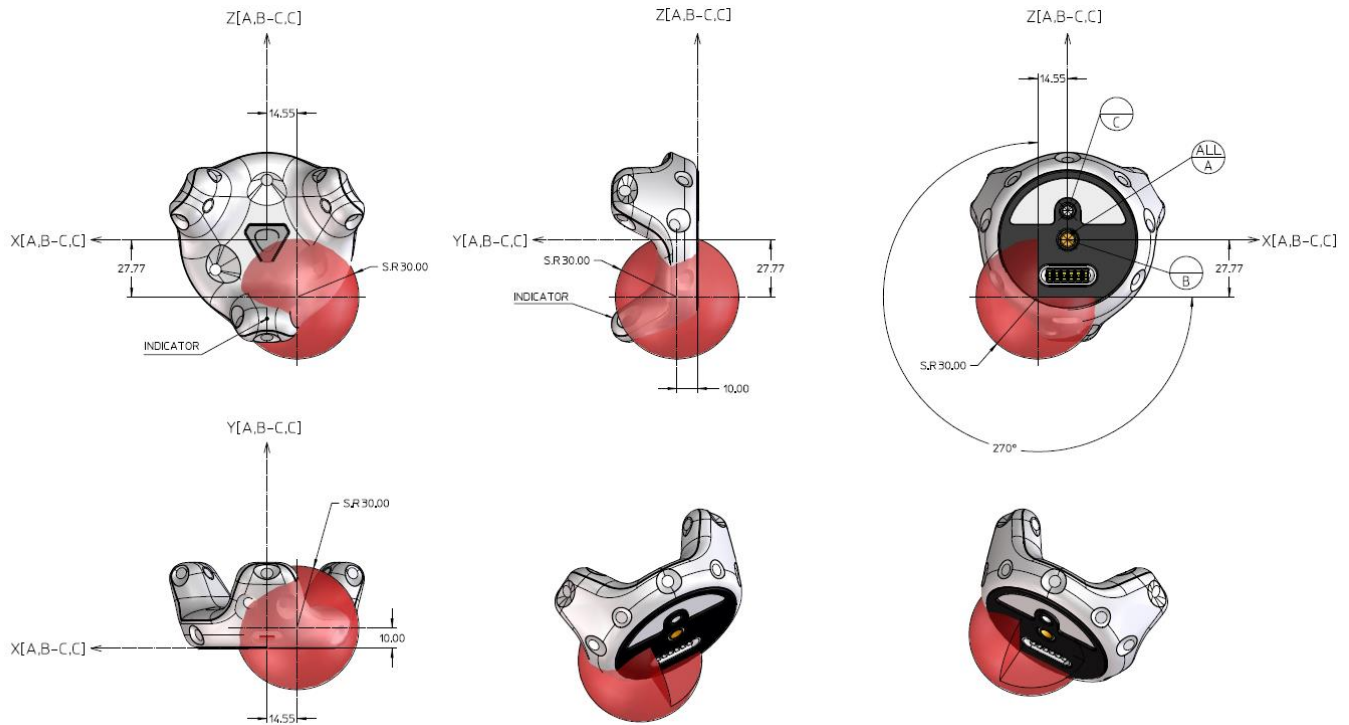 Z[A,B-C,C]
14.55
X[A,B-C,C]
27.77
S.R30.00
INDICATOR
Z[A,B-C,C]
Y[A,B-C,C]
S.R30.00
27.77
INDICATOR
10.00
Z[A,B-C,C]
14.55
C
ALL
A
X[A,B-C,C]
27.77
B
S.R30.00
270°
Y[A,B-C,C]
S.R30.00
X[A,B-C,C]
10.00
14.55